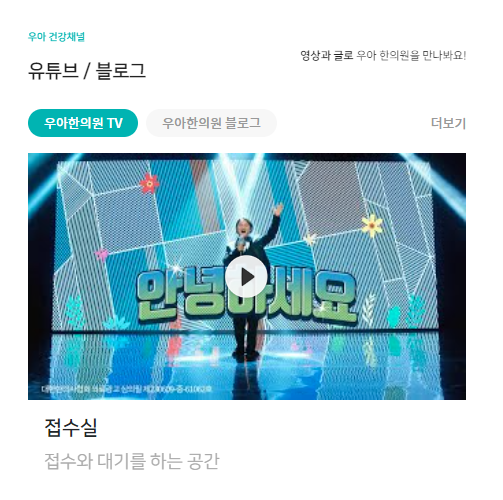 우아 건강채널
유튜브 / 블로그
영상과 글로 우아 한의원을 만나봐요!
우아한의원 TV
우아한의원 블로그
더보기
안녕하세요
대한한의사협회 의료광고 심의필 제230609-중-61062호
접수실
접수와 대기를 하는 공간